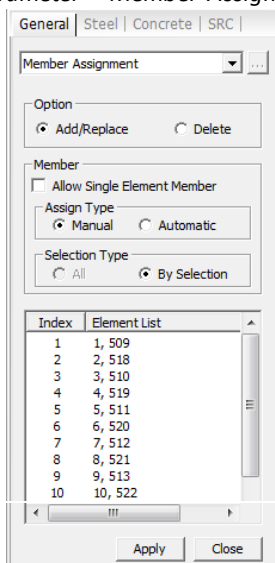 General | Steel | Concrete | SRC |
Member Assignment
...
Option
Add/Replace Delete
Member
Allow Single Element Member
Assign Type
Manual Automatic
Selection Type
All By Selection
Index Element List
1 1, 509
2 2, 518
3 3, 510
4 4, 519
5 5, 511
6 6, 520
7 7, 512
8 8, 521
9 9, 513
10 10, 522
Apply Close